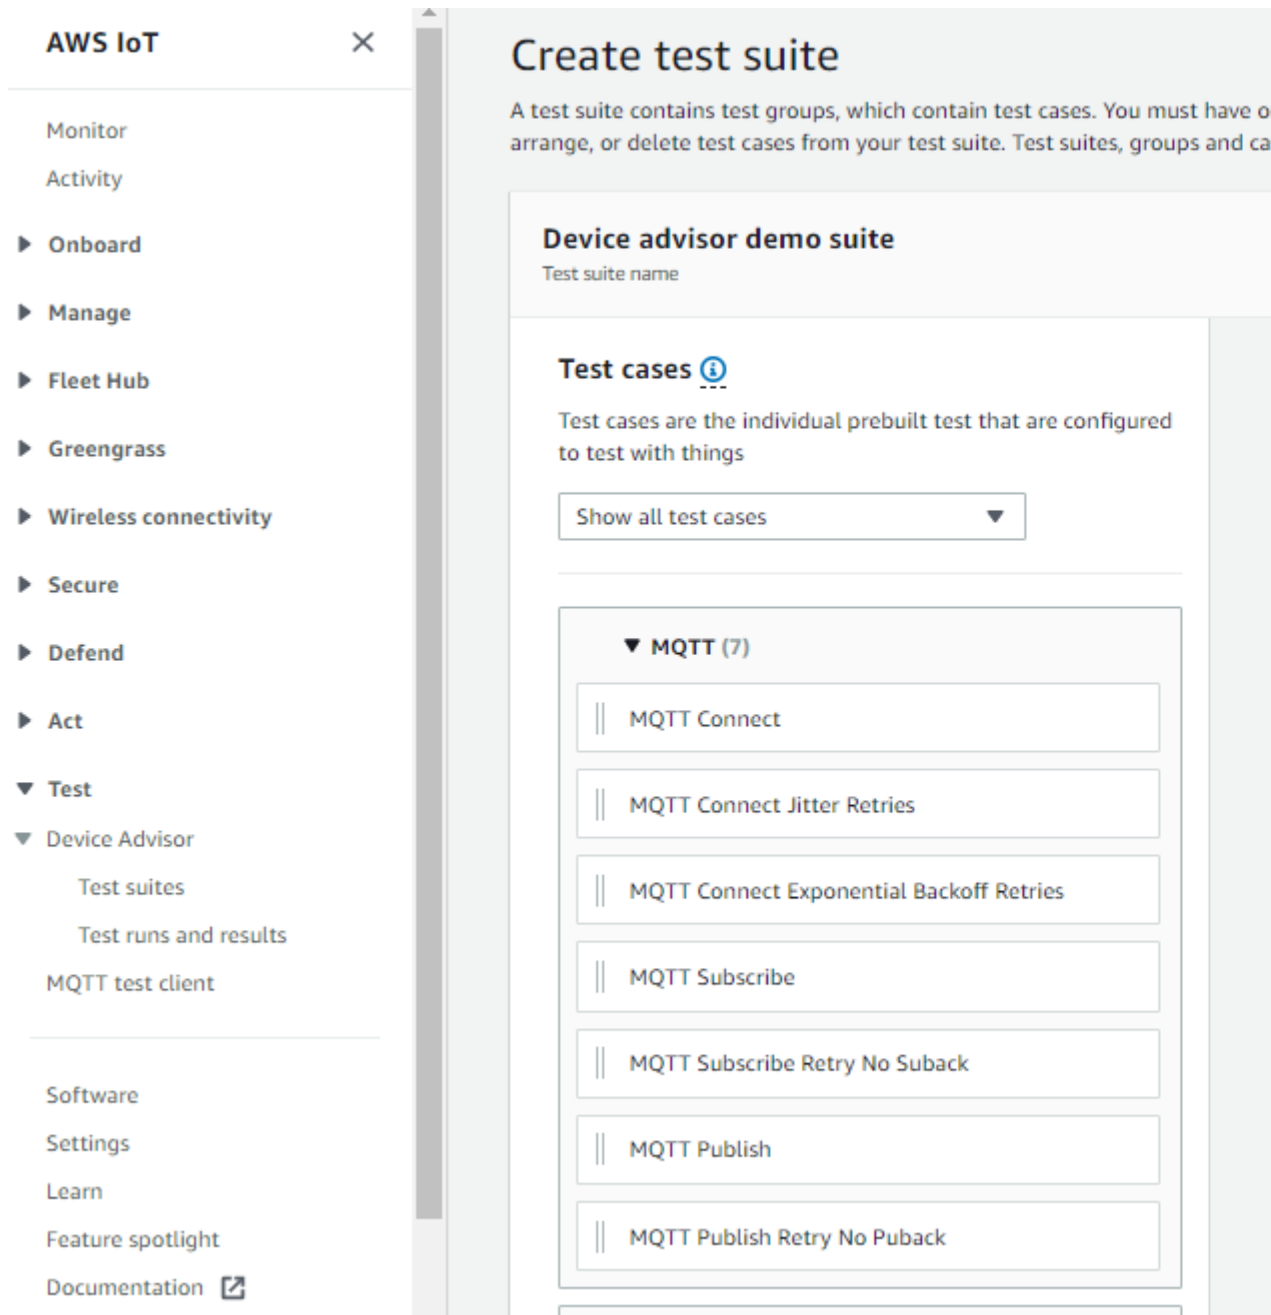 AWS IoT
Monitor
Activity
Onboard
Manage
Fleet Hub
Greengrass
Wireless connectivity
Secure
Defend
Act
Test
Device Advisor
Test suites
Test runs and results
MQTT test client
Software
Settings
Learn
Feature spotlight
Documentation
Create test suite
A test suite contains test groups, which contain test cases. You must have
arrange, or delete test cases from your test suite. Test suites, groups and
Device advisor demo suite
Test suite name
Test cases
Test cases are the individual prebuilt test that are configured
to test with things
Show all test cases
MQTT (7)
MQTT Connect
MQTT Connect Jitter Retries
MQTT Connect Exponential Backoff Retries
MQTT Subscribe
MQTT Subscribe Retry No Suback
MQTT Publish
MQTT Publish Retry No Puback